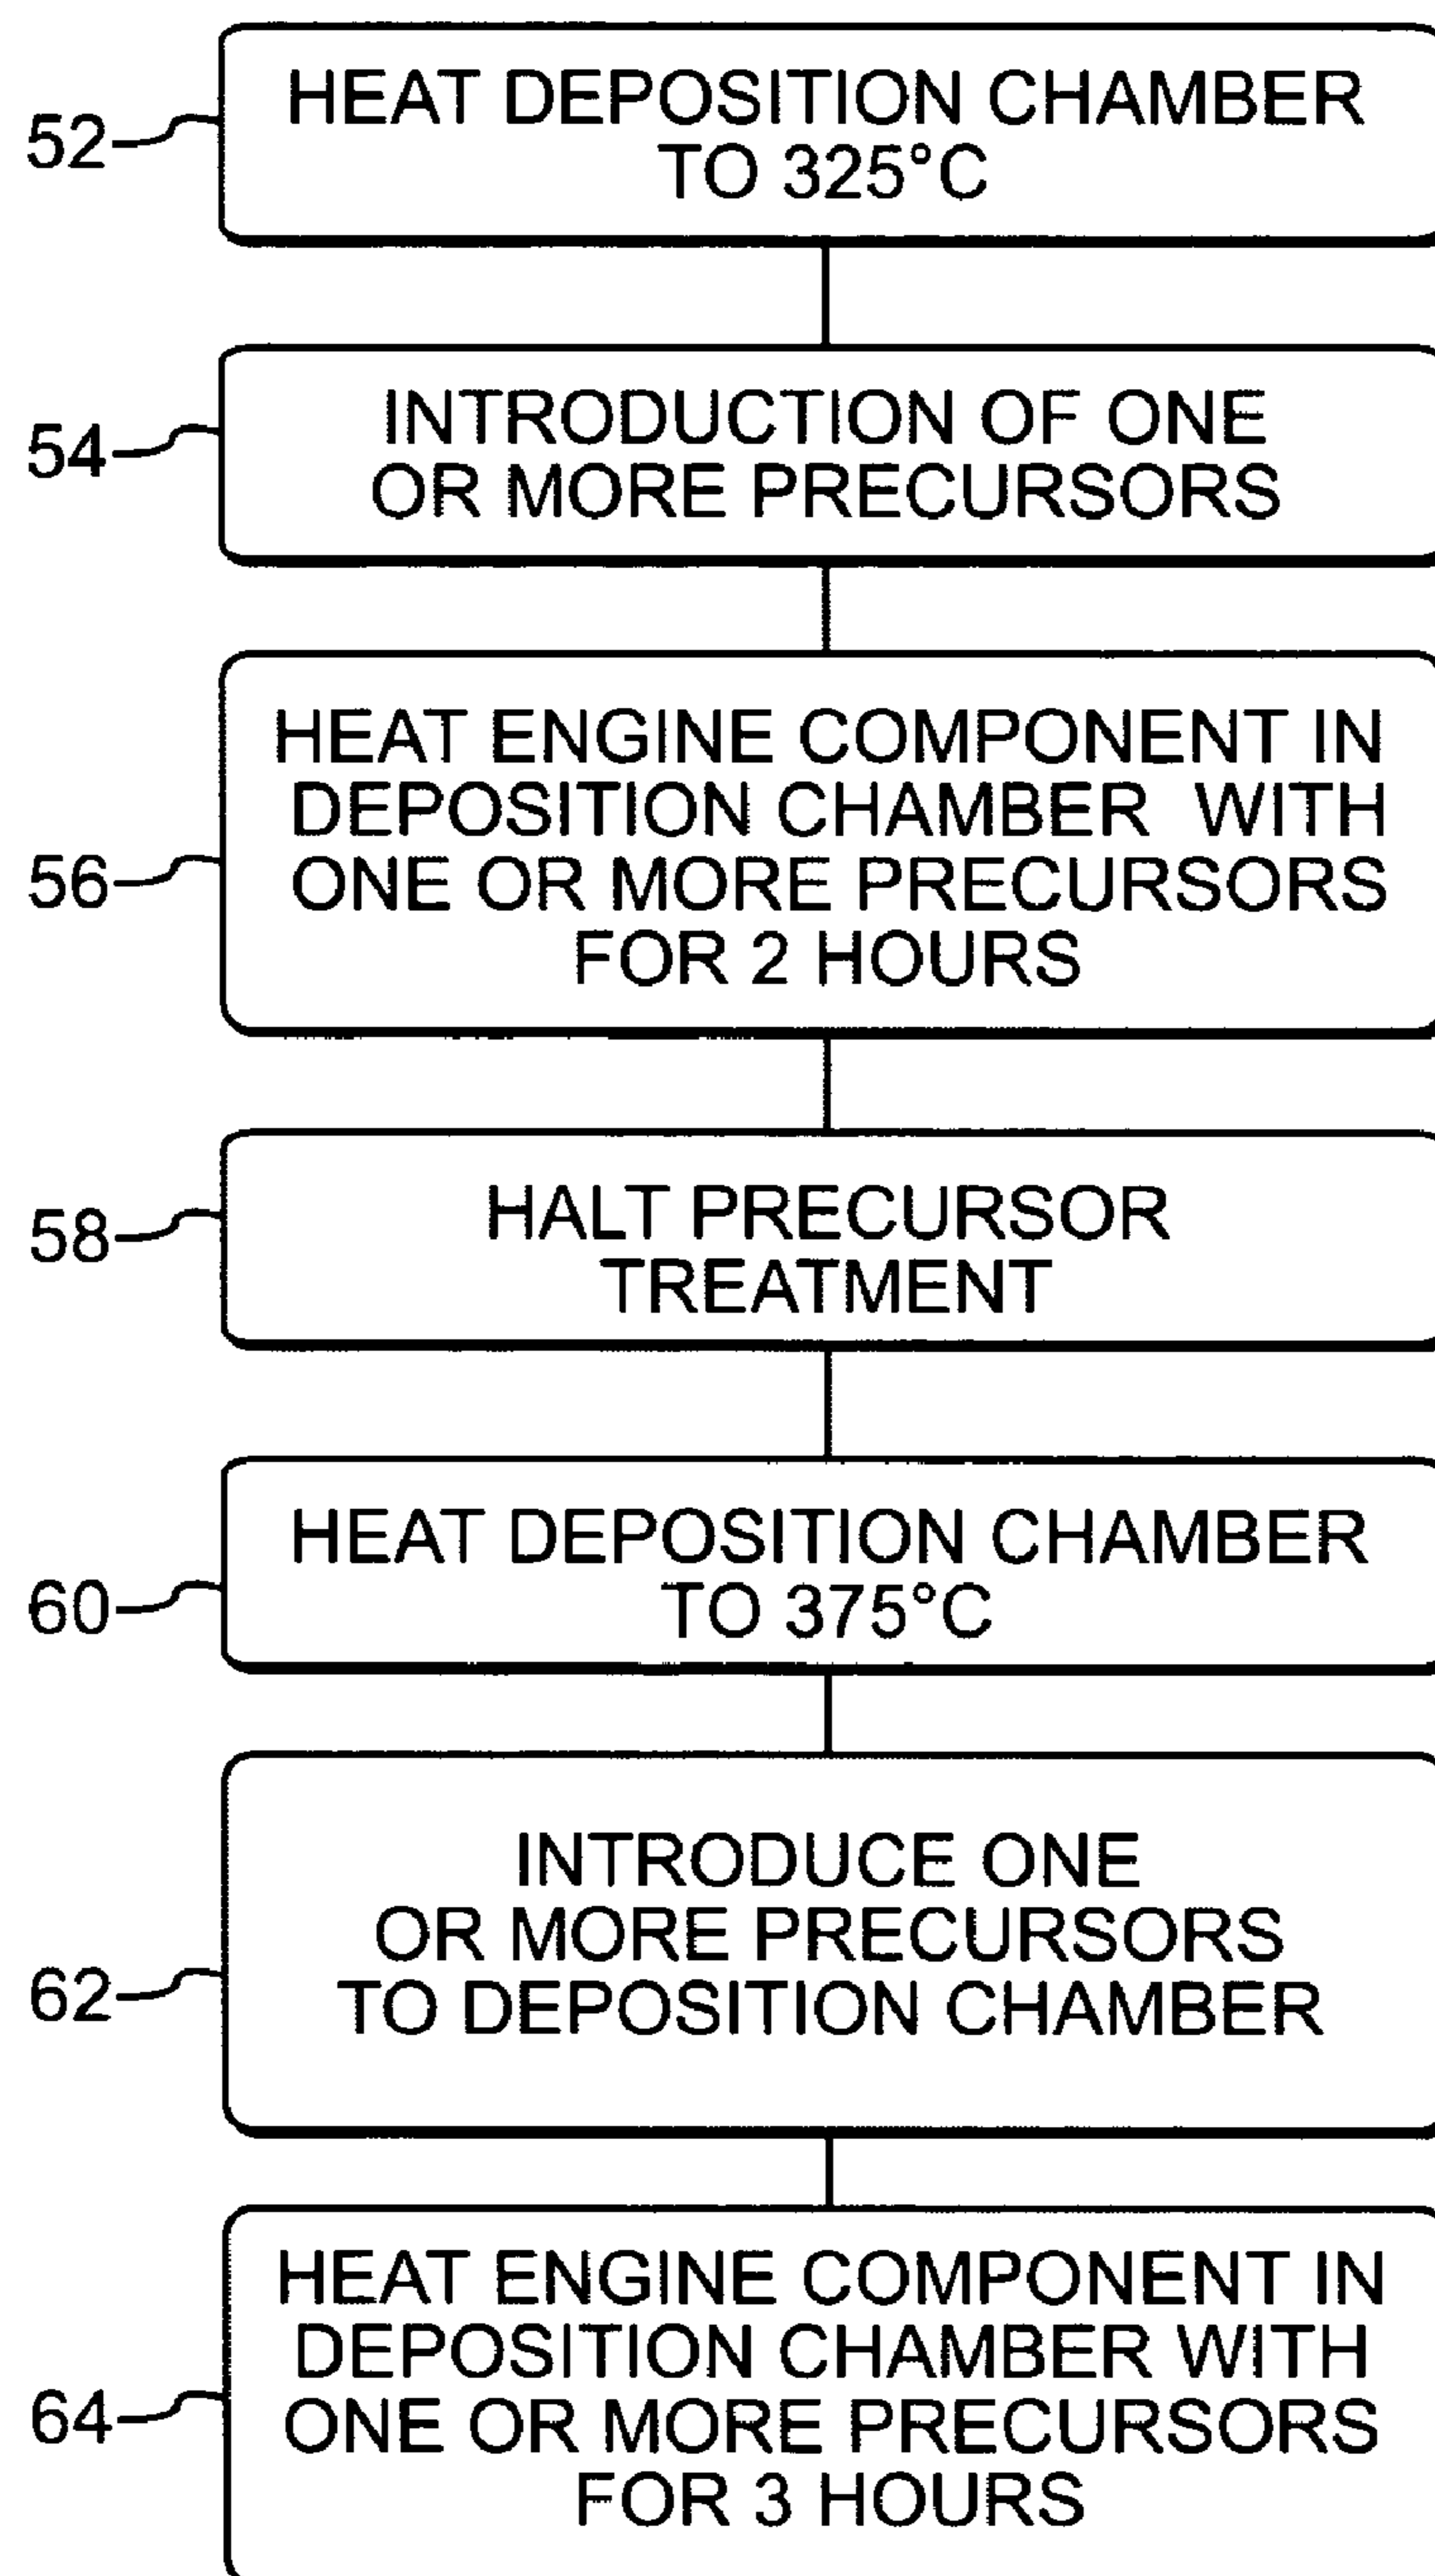 52
HEAT DEPOSITION CHAMBER
TO 325°C
54
INTRODUCTION OF ONE
OR MORE PRECURSORS
56
HEAT ENGINE COMPONENT IN
DEPOSITION CHAMBER WITH
ONE OR MORE PRECURSORS
FOR 2 HOURS
58
HALT PRECURSOR
TREATMENT
60
HEAT DEPOSITION CHAMBER
TO 375°C
62
INTRODUCE ONE
OR MORE PRECURSORS
TO DEPOSITION CHAMBER
64
HEAT ENGINE COMPONENT IN
DEPOSITION CHAMBER WITH
ONE OR MORE PRECURSORS
FOR 3 HOURS